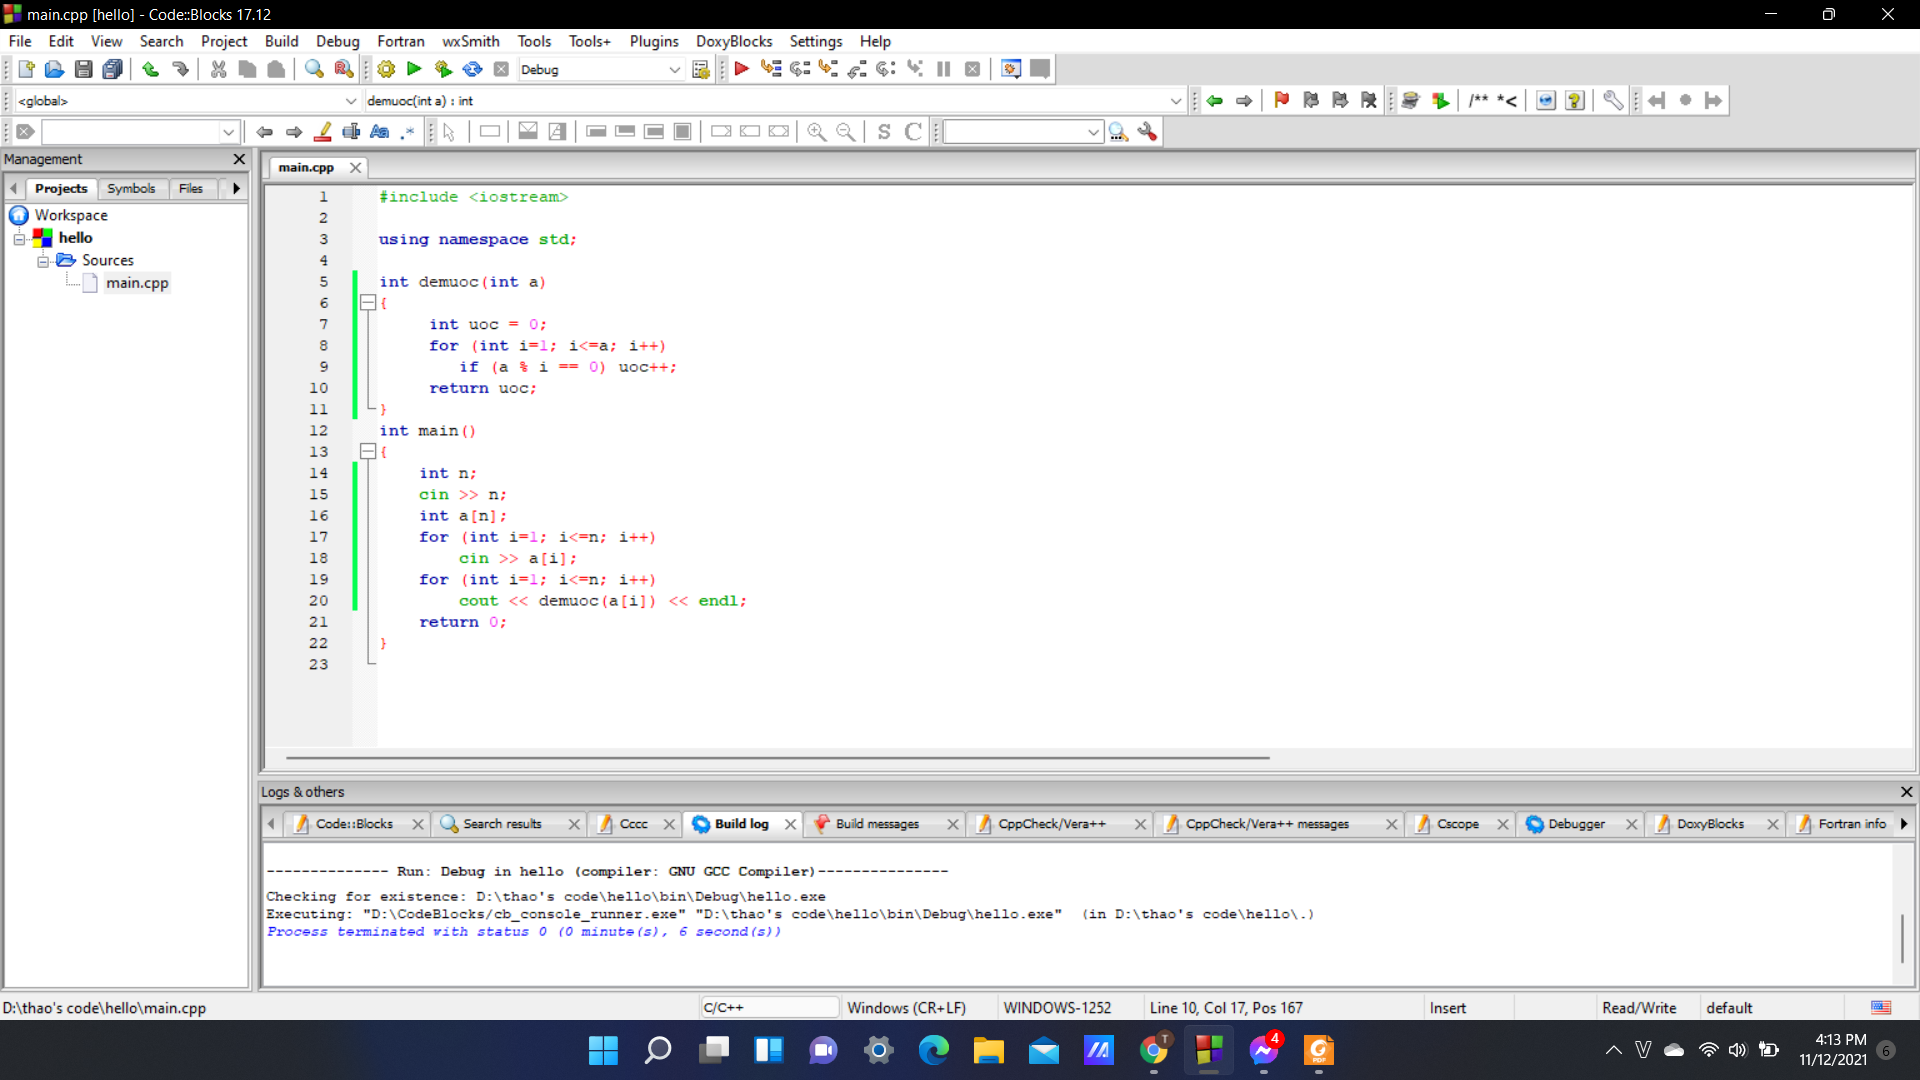 main.cpp [hello] - Code::Blocks 17.12
File Edit View Search Project Build Debug Fortran wxSmith Tools Tools+ Plugins DoxyBlocks Settings Help
Debug
<global> demuoc(int a) : int
/** *<
Aa .* S C
Management
main.cpp
Projects Symbols Files
Workspace
hello
Sources
main.cpp
1 #include <iostream>
2
3 using namespace std;
4
5 int demuoc(int a)
6 {
7 int uoc = 0;
8 for (int i=1; i<=a; i++)
9 if (a % i == 0) uoc++;
10 return uoc;
11 }
12 int main()
13 {
14 int n;
15 cin >> n;
16 int a[n];
17 for (int i=1; i<=n; i++)
18 cin >> a[i];
19 for (int i=1; i<=n; i++)
20 cout << demuoc(a[i]) << endl;
21 return 0;
22 }
23
Logs & others
Code::Blocks Search results Cccc Build log Build messages CppCheck/Vera++ CppCheck/Vera++ messages Cscope Debugger DoxyBlocks Fortran info
-------------- Run: Debug in hello (compiler: GNU GCC Compiler)---------------
Checking for existence: D:\thao's code\hello\bin\Debug\hello.exe
Executing: "D:\CodeBlocks/cb_console_runner.exe" "D:\thao's code\hello\bin\Debug\hello.exe"  (in D:\thao's code\hello\.)
Process terminated with status 0 (0 minute(s), 6 second(s))
D:\thao's code\hello\main.cpp C/C++ Windows (CR+LF) WINDOWS-1252 Line 10, Col 17, Pos 167 Insert Read/Write default
T 4 PDF V
4:13 PM
11/12/2021
6